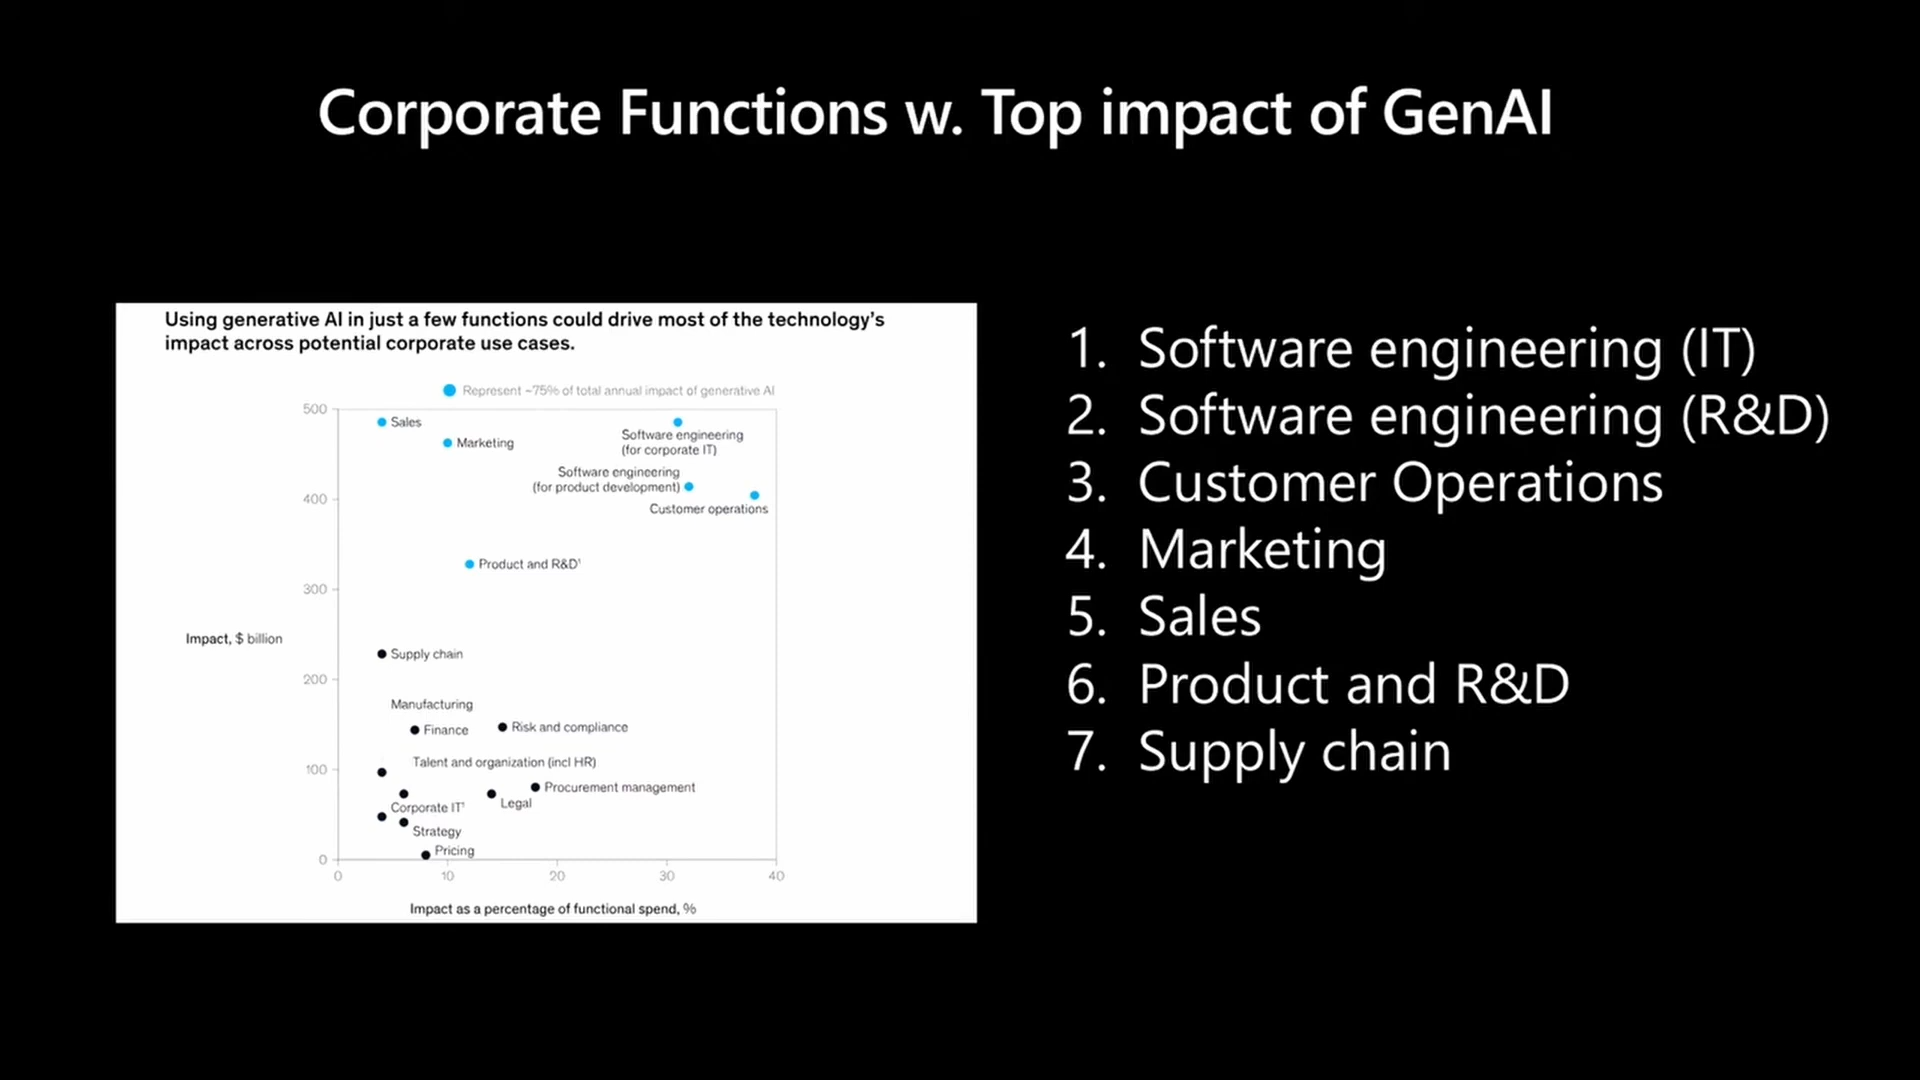 Corporate Functions w. Top impact of GenAI
Using generative AI in just a few functions could drive most of the technology's
impact across potential corporate use cases.
Represent ~75% of total annual impact of generative AI
500
Sales
Marketing
Software engineering
(for corporate IT)
Software engineering
(for product development)
400
Customer operations
Product and R&D¹
300
Impact, $ billion
Supply chain
200
Manufacturing
Finance
Risk and compliance
Talent and organization (incl HR)
100
Procurement management
Legal
Corporate IT¹
Strategy
Pricing
0
0 10 20 30 40
Impact as a percentage of functional spend, %
1. Software engineering (IT)
2. Software engineering (R&D)
3. Customer Operations
4. Marketing
5. Sales
6. Product and R&D
7. Supply chain